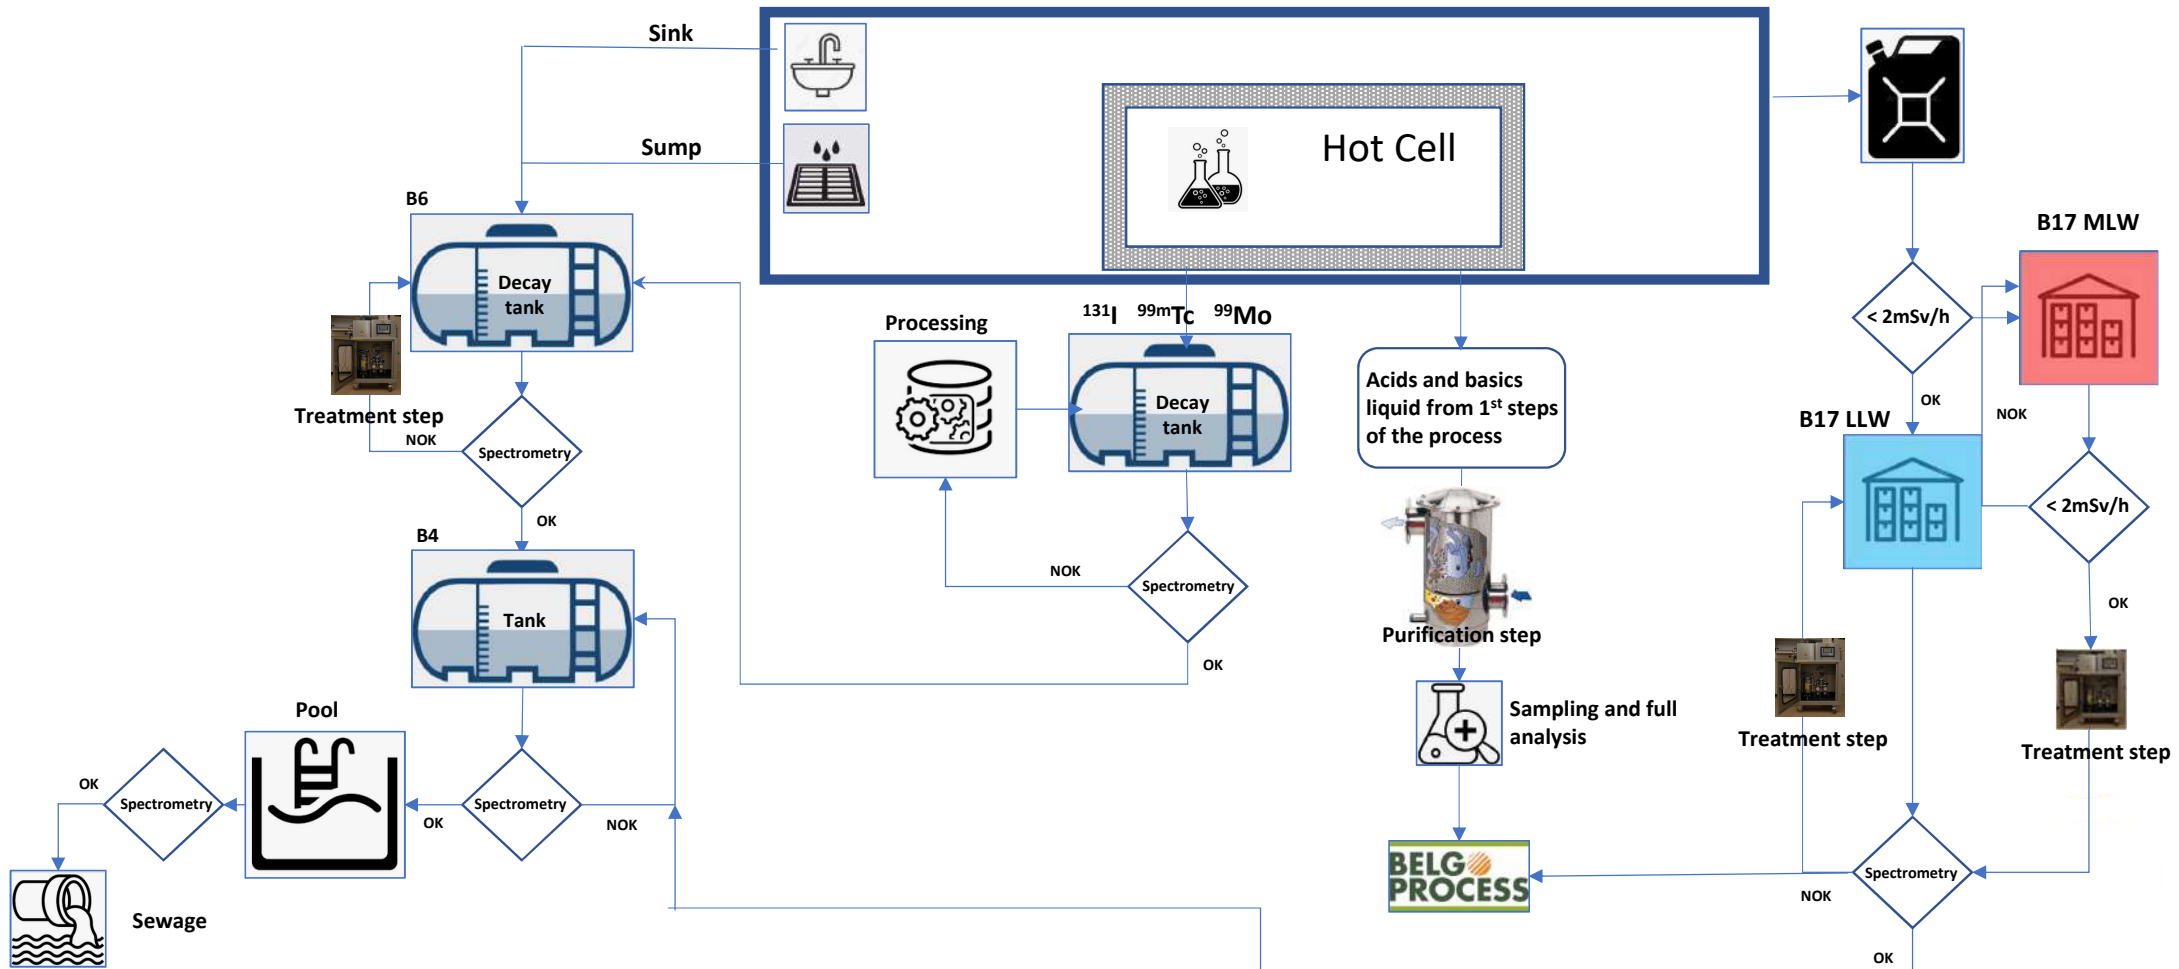 Sink
Sump
Hot Cell
B6
Decay
tank
Treatment step
NOK
Spectrometry
OK
B4
Tank
Pool
OK
Spectrometry
OK
Spectrometry
NOK
Sewage
Processing
131I 99mTc 99Mo
Decay
tank
NOK
Spectrometry
OK
Acids and basics
liquid from 1st steps
of the process
Purification step
Sampling and full
analysis
BELGO
PROCESS
B17 MLW
< 2mSv/h
OK
NOK
B17 LLW
< 2mSv/h
OK
Treatment step
Treatment step
Spectrometry
NOK
OK